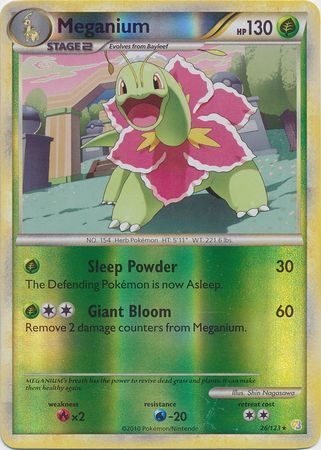 Meganium
HP 130
STAGE 2
Evolves from Bayleef
NO. 154 Herb Pokémon HT: 5'11" WT: 221.6 lbs.
Sleep Powder 30
The Defending Pokémon is now Asleep.
Giant Bloom 60
Remove 2 damage counters from Meganium.
MEGANIUM's breath has the power to revive dead grass and plants. It can make
them healthy again.
Illus. Shin Nagasawa
weakness resistance retreat cost
×2 -20
©2010 Pokémon/Nintendo 26/123 ★